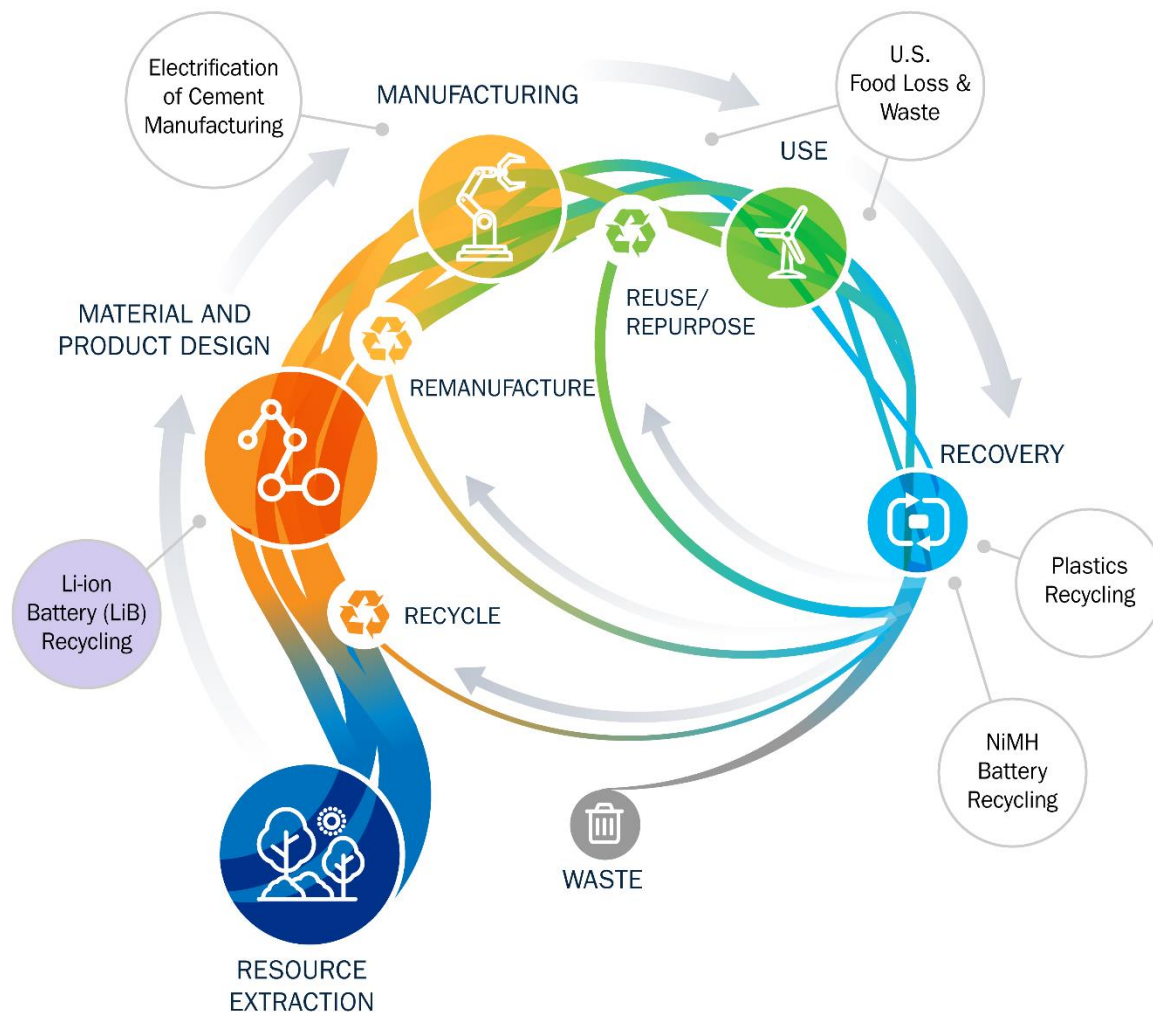 Electrification
of Cement
Manufacturing
MANUFACTURING
U.S.
Food Loss &
Waste
USE
MATERIAL AND
PRODUCT DESIGN
REUSE/
REPURPOSE
REMANUFACTURE
RECOVERY
Li-ion
Battery (LiB)
Recycling
RECYCLE
Plastics
Recycling
NiMH
Battery
Recycling
WASTE
RESOURCE
EXTRACTION